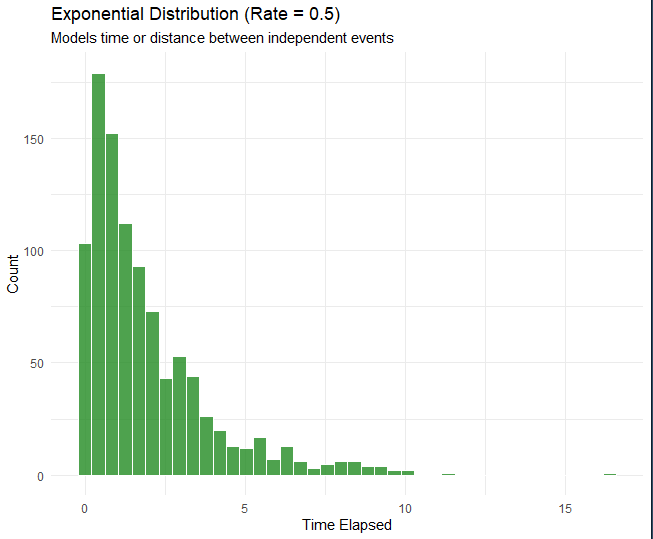 Exponential Distribution (Rate = 0.5)
Models time or distance between independent events
150
100
50
0
Count
0 5 10 15
Time Elapsed